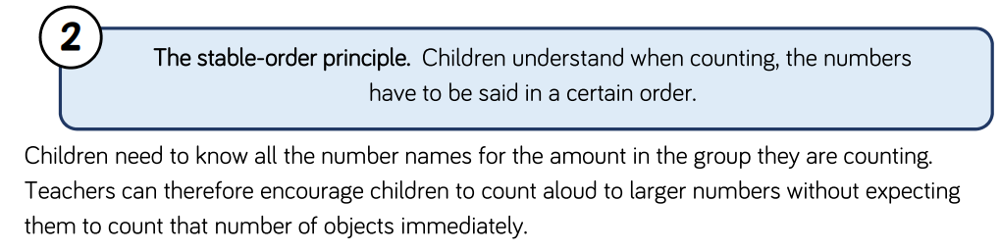 2
The stable-order principle. Children understand when counting, the numbers
have to be said in a certain order.
Children need to know all the number names for the amount in the group they are counting.
Teachers can therefore encourage children to count aloud to larger numbers without expecting
them to count that number of objects immediately.